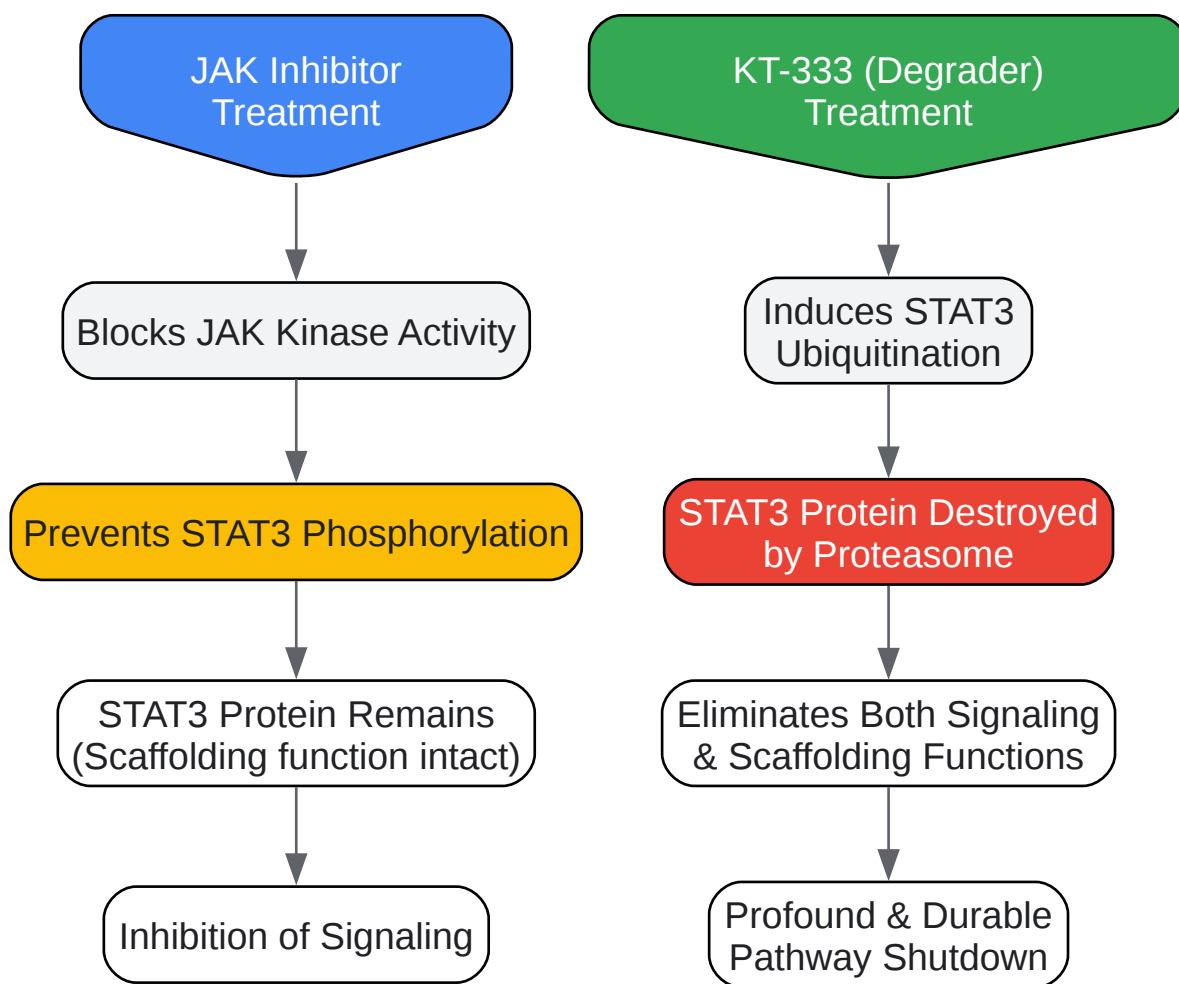 JAK Inhibitor
Treatment
Blocks JAK Kinase Activity
Prevents STAT3 Phosphorylation
STAT3 Protein Remains
(Scaffolding function intact)
Inhibition of Signaling
KT-333 (Degrader)
Treatment
Induces STAT3
Ubiquitination
STAT3 Protein Destroyed
by Proteasome
Eliminates Both Signaling
& Scaffolding Functions
Profound & Durable
Pathway Shutdown